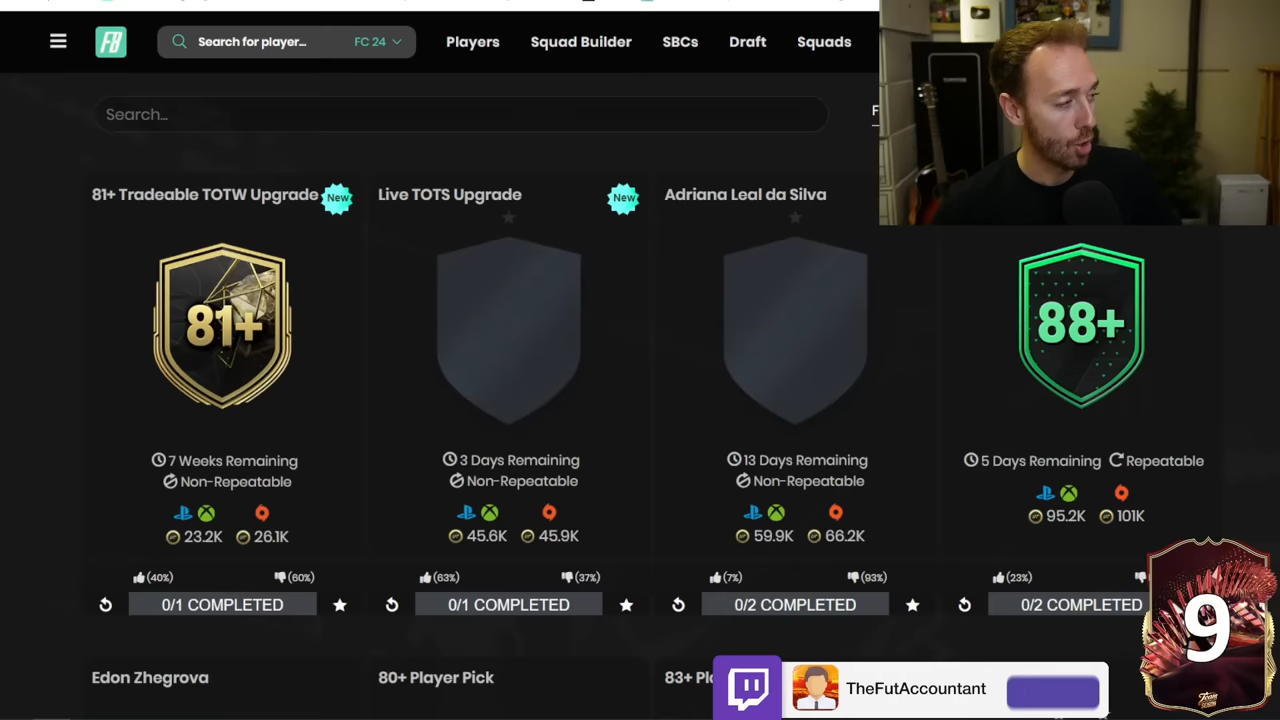 FB
Search for player...
FC 24
Players
Squad Builder
SBCs
Draft
Squads
Search...
F
81+ Tradeable TOTW Upgrade
New
Live TOTS Upgrade
New
Adriana Leal da Silva
81+
88+
7 Weeks Remaining
Non-Repeatable
23.2K
26.1K
3 Days Remaining
Non-Repeatable
45.6K
45.9K
13 Days Remaining
Non-Repeatable
59.9K
66.2K
5 Days Remaining
Repeatable
95.2K
101K
(40%)
(60%)
(63%)
(37%)
(7%)
(93%)
(23%)
0/1 COMPLETED
0/1 COMPLETED
0/2 COMPLETED
0/2 COMPLETED
9
Edon Zhegrova
80+ Player Pick
83+ Pl
TheFutAccountant